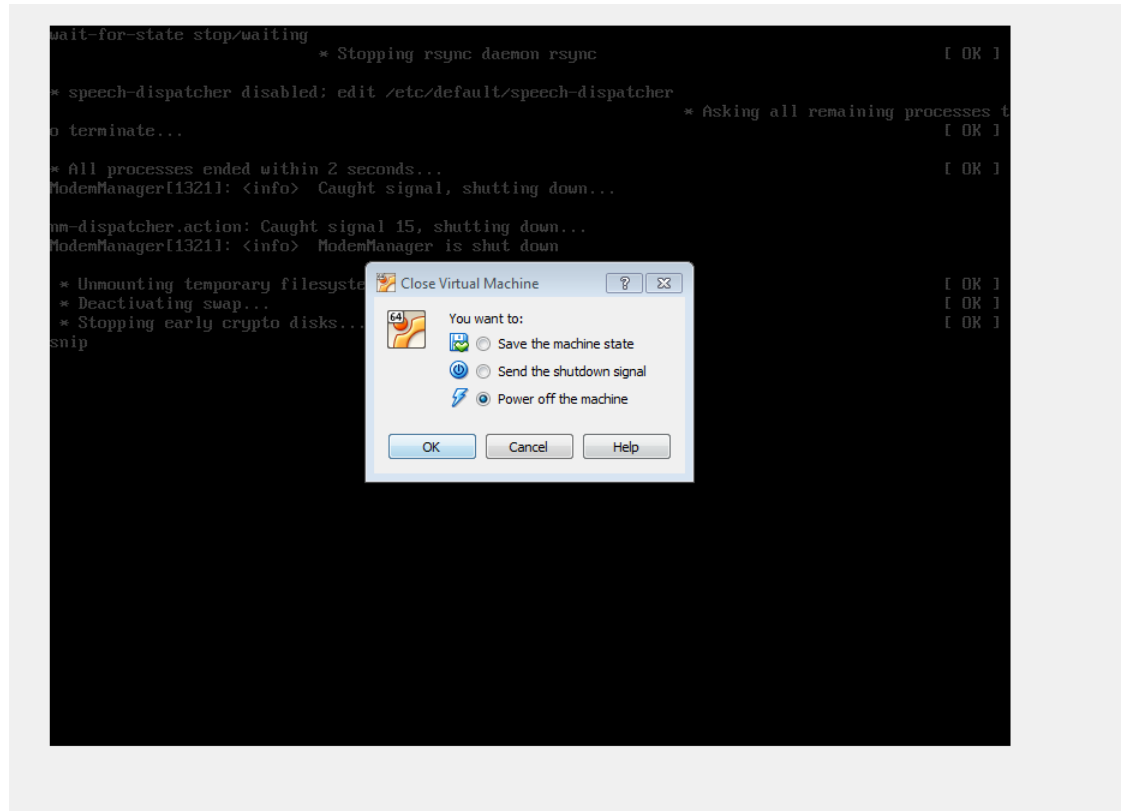 wait-for-state stop/waiting
* Stopping rsync daemon rsync [ OK ]
* speech-dispatcher disabled; edit /etc/default/speech-dispatcher
* Asking all remaining processes t
o terminate... [ OK ]
* All processes ended within 2 seconds... [ OK ]
ModemManager[1321]: <info> Caught signal, shutting down...
nm-dispatcher.action: Caught signal 15, shutting down...
ModemManager[1321]: <info> ModemManager is shut down
* Unmounting temporary filesyste [ OK ]
* Deactivating swap... [ OK ]
* Stopping early crypto disks... [ OK ]
snip
Close Virtual Machine
64
You want to:
Save the machine state
Send the shutdown signal
Power off the machine
OK Cancel Help